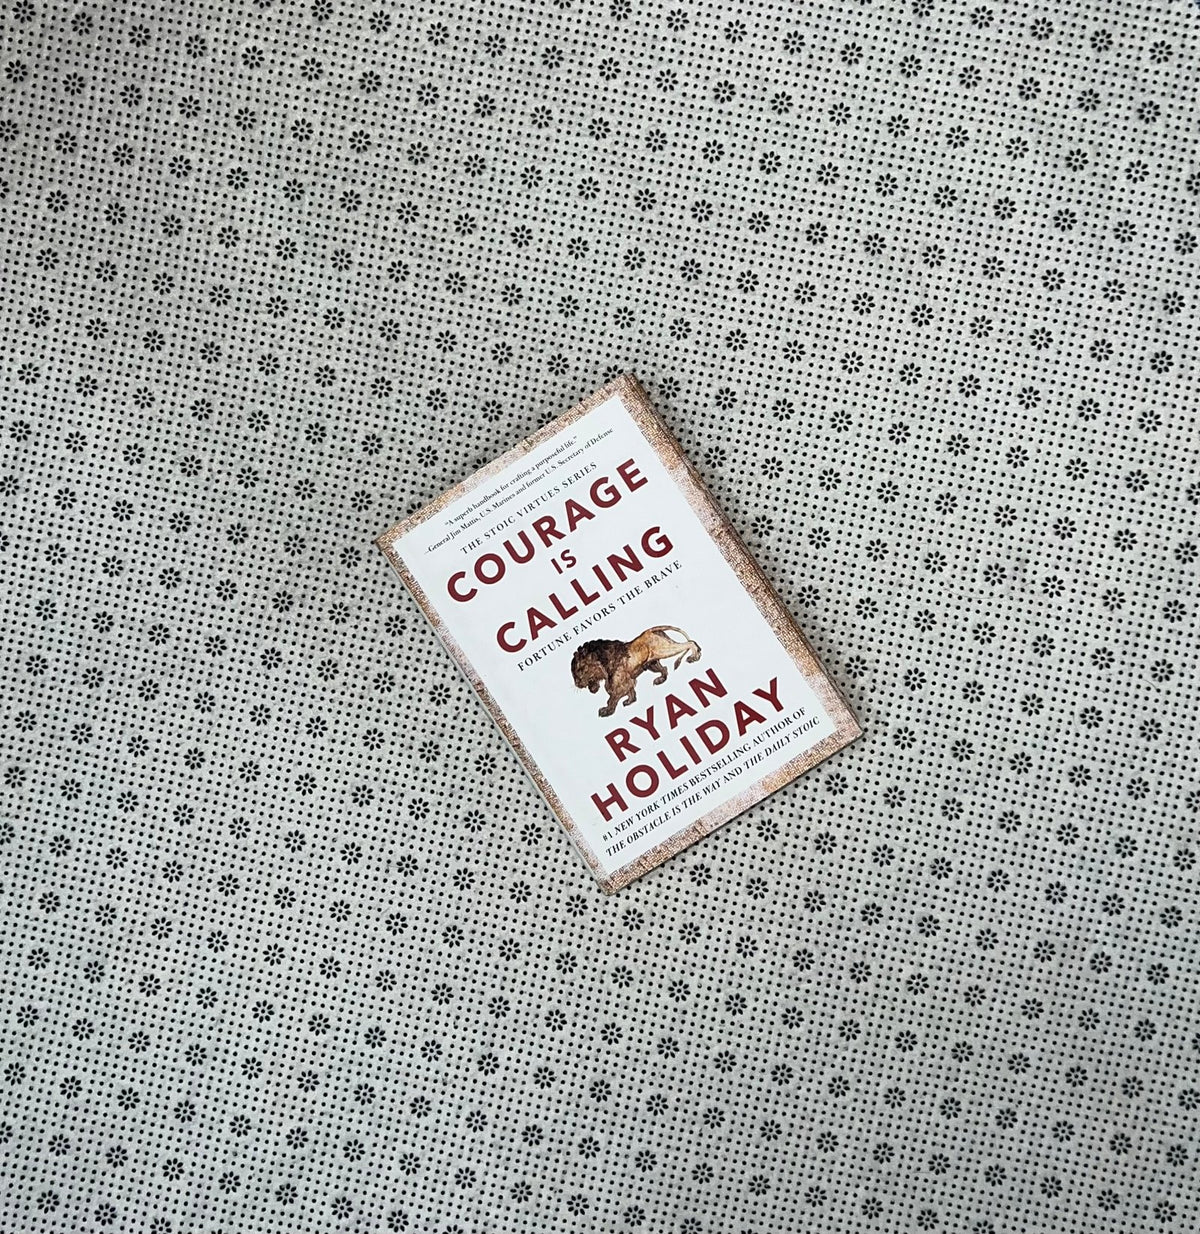 "A superb handbook for crafting a purposeful life."
—General Jim Mattis, U.S. Marines and former U.S. Secretary of Defense
THE STOIC VIRTUES SERIES
COURAGE
IS
CALLING
FORTUNE FAVORS THE BRAVE
RYAN
HOLIDAY
#1 NEW YORK TIMES BESTSELLING AUTHOR OF
THE OBSTACLE IS THE WAY AND THE DAILY STOIC